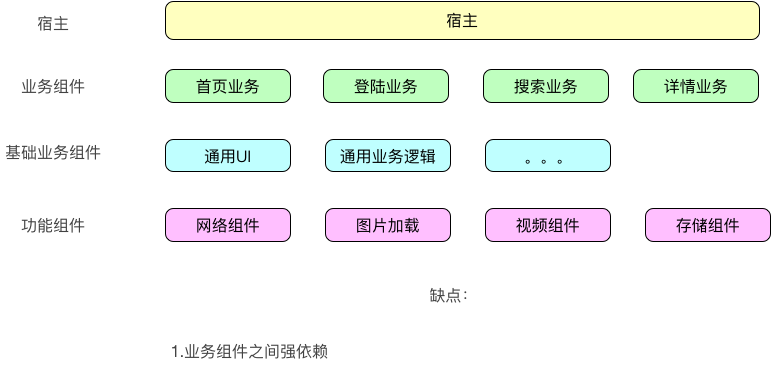 宿主 宿主
业务组件 首页业务 登陆业务 搜索业务 详情业务
基础业务组件 通用UI 通用业务逻辑 。。。
功能组件 网络组件 图片加载 视频组件 存储组件
缺点：
1.业务组件之间强依赖